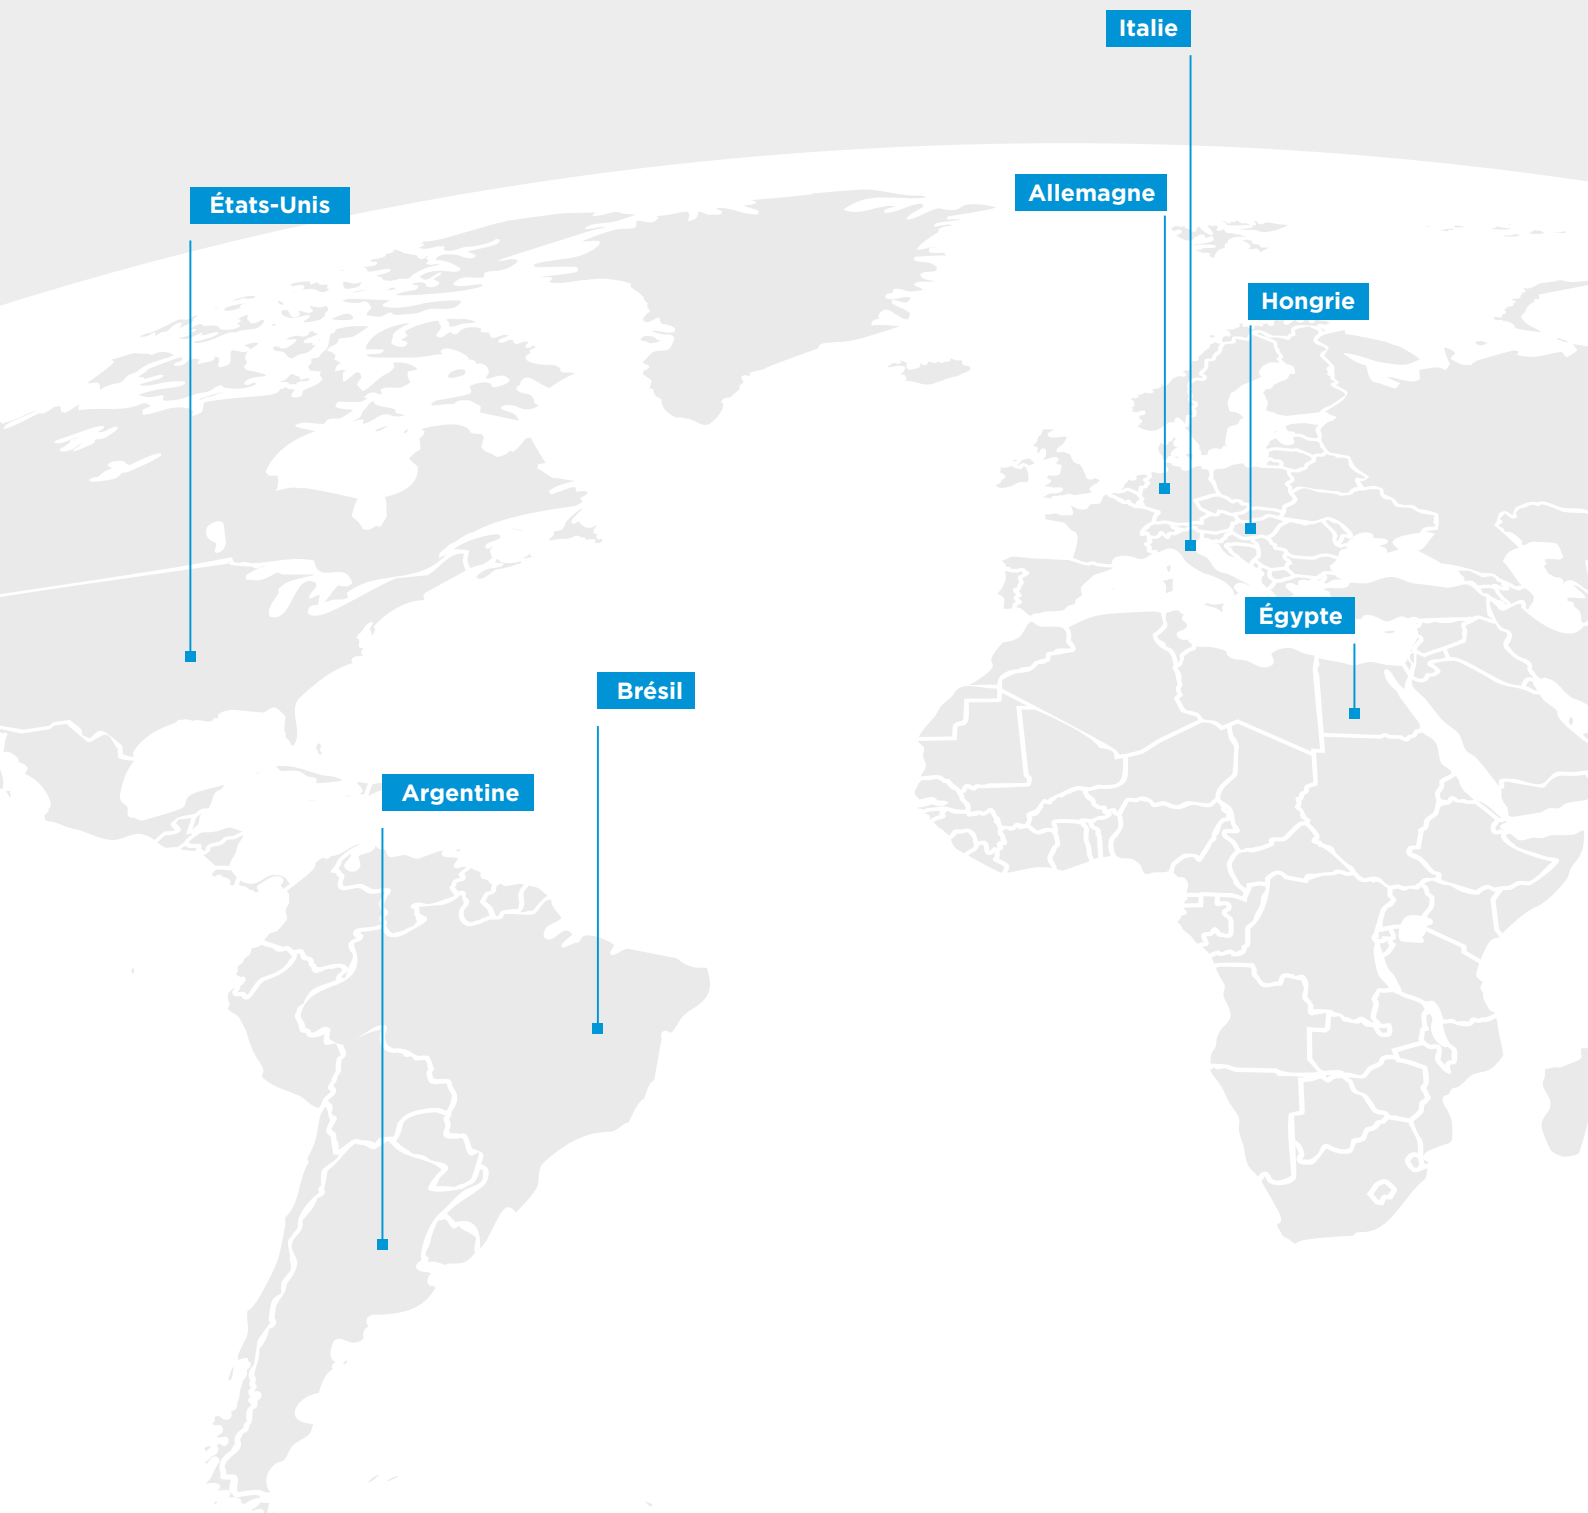 Italie
Allemagne
États-Unis
Hongrie
Égypte
Brésil
Argentine